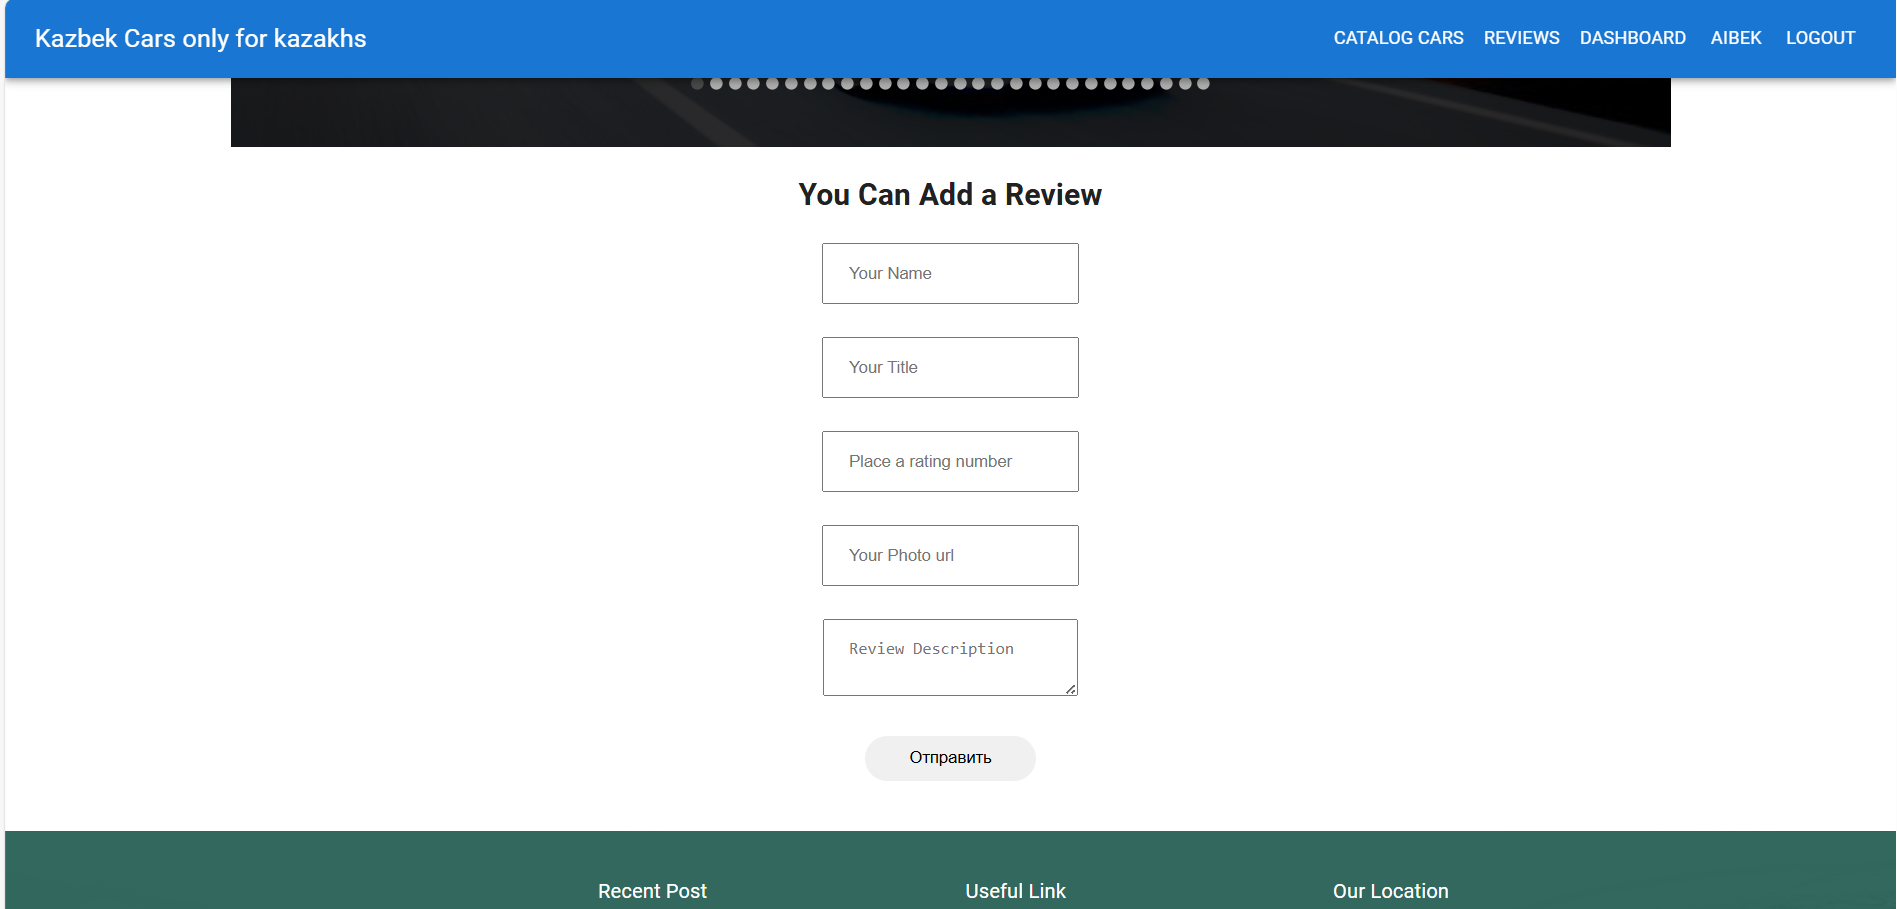 Kazbek Cars only for kazakhs
CATALOG CARS REVIEWS DASHBOARD AIBEK LOGOUT
You Can Add a Review
Your Name
Your Title
Place a rating number
Your Photo url
Review Description
Отправить
Recent Post Useful Link Our Location